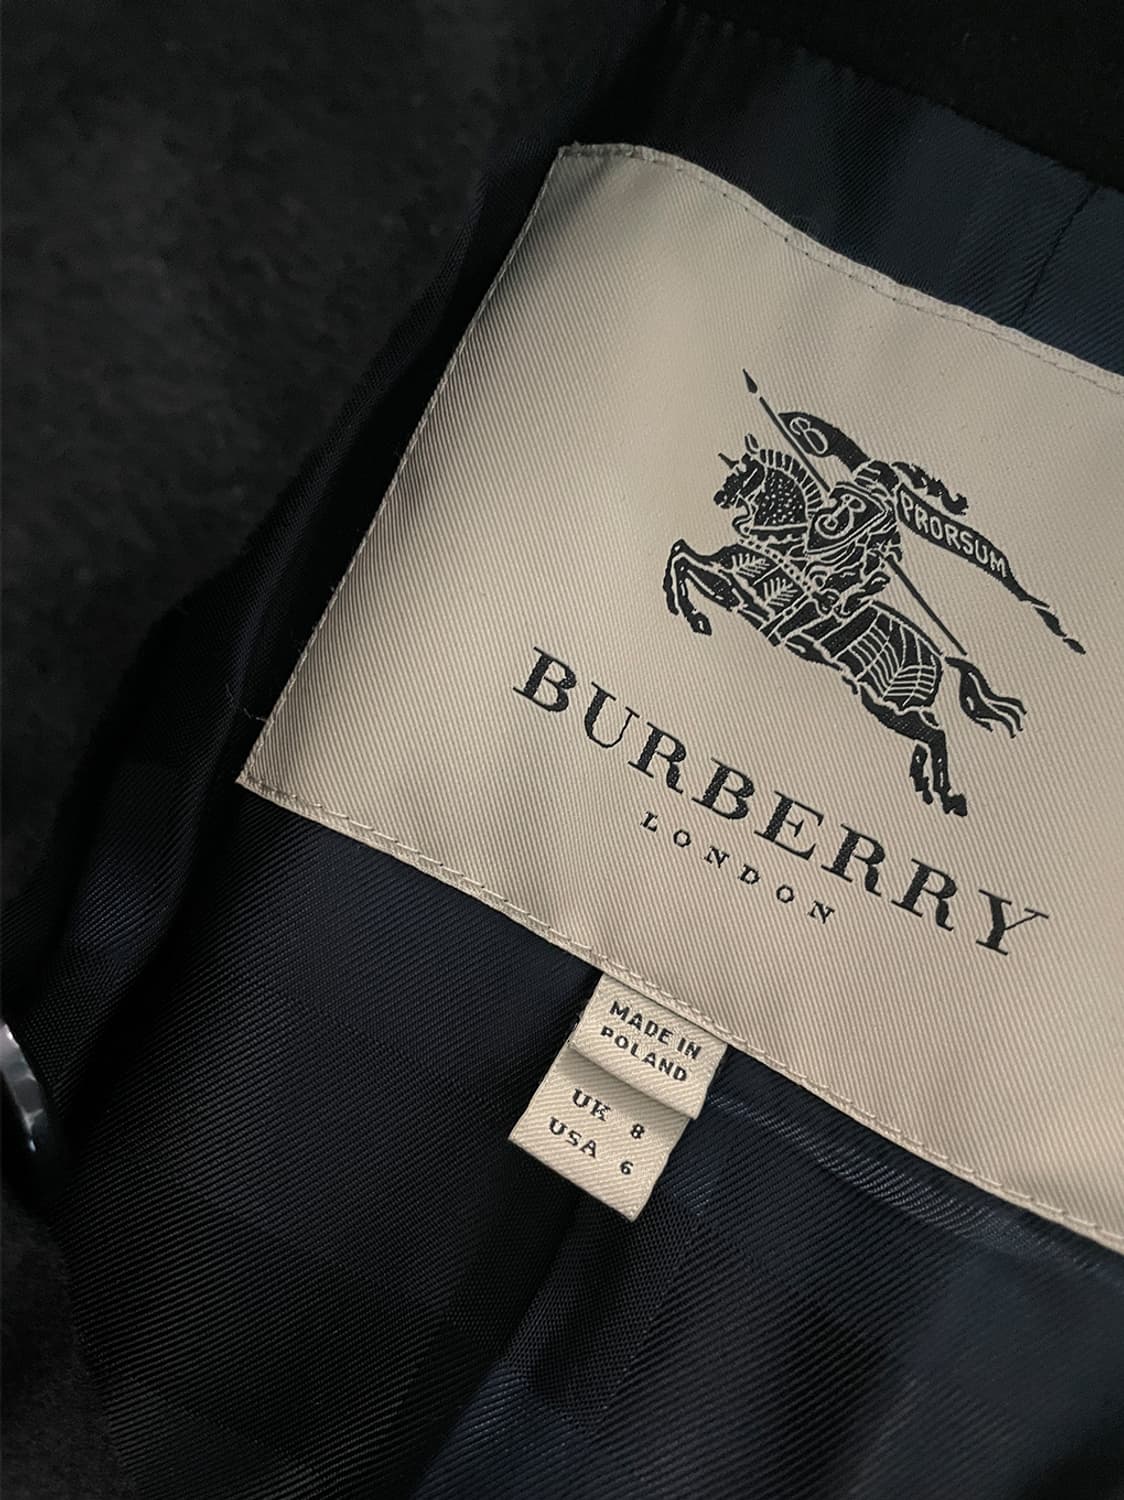 B
B
PRORSUM
BURBERRY
LONDON
MADE IN
POLAND
UK 8
USA 6